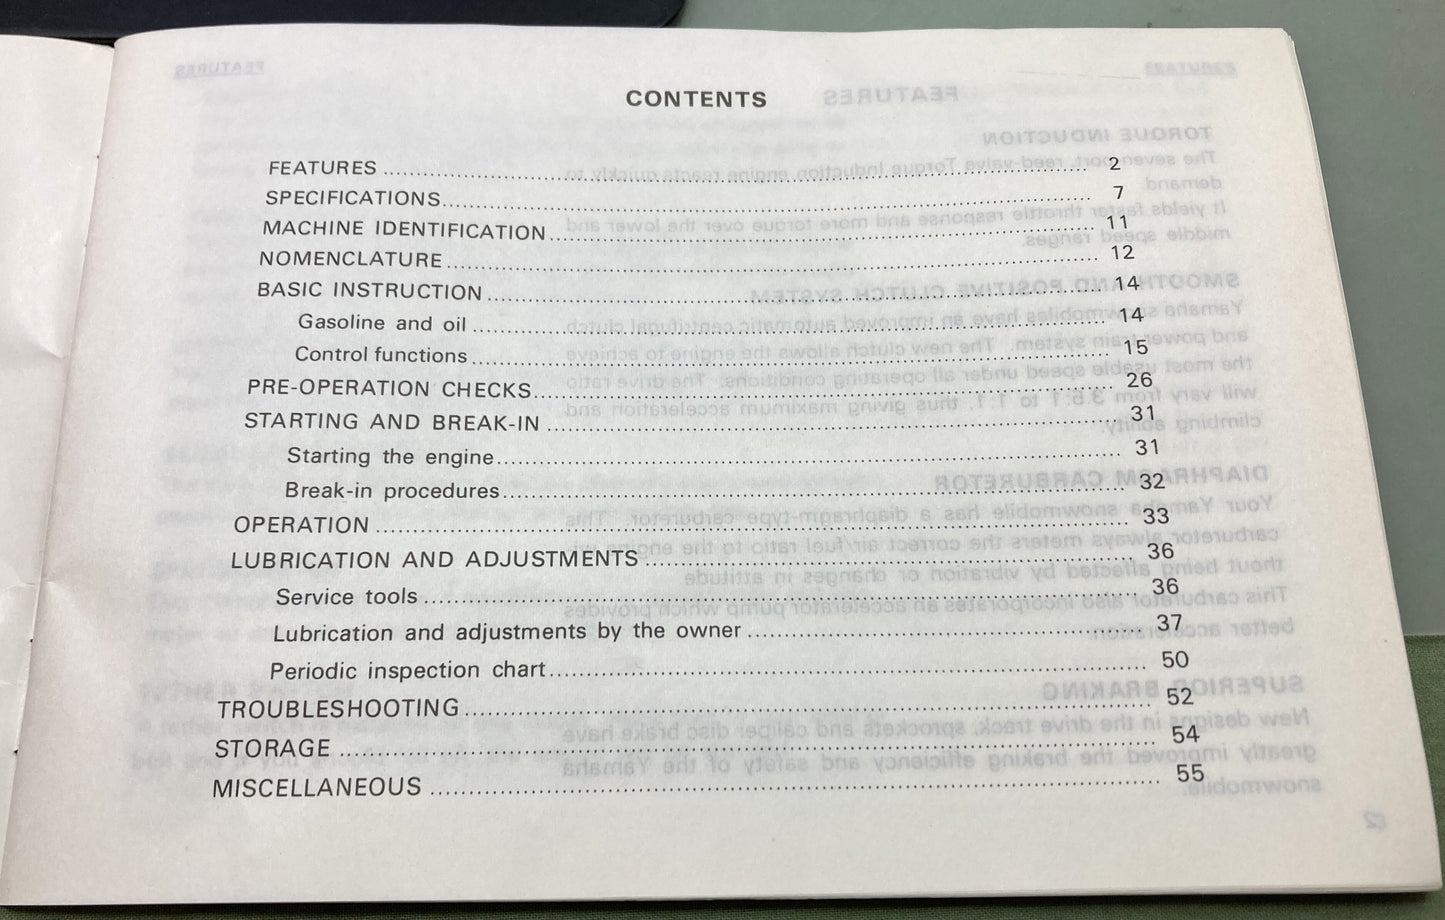 CONTENTS
FEATURES 2
SPECIFICATIONS 7
MACHINE IDENTIFICATION 11
NOMENCLATURE 12
BASIC INSTRUCTION 14
Gasoline and oil 14
Control functions 15
PRE-OPERATION CHECKS 26
STARTING AND BREAK-IN 31
Starting the engine 31
Break-in procedures 32
OPERATION 33
LUBRICATION AND ADJUSTMENTS 36
Service tools 36
Lubrication and adjustments by the owner 37
Periodic inspection chart 50
TROUBLESHOOTING 52
STORAGE 54
MISCELLANEOUS 55